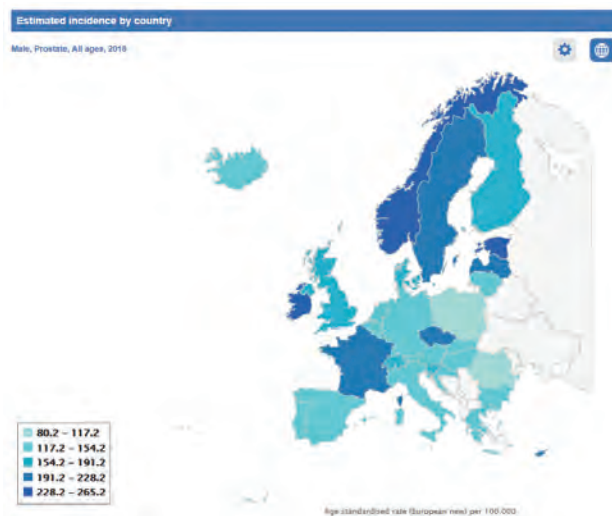 Estimated incidence by country
Male, Prostate, All ages, 2018
80.2 – 117.2
117.2 – 154.2
154.2 – 191.2
191.2 – 228.2
228.2 – 265.2
Age standardised rate (European new) per 100.000